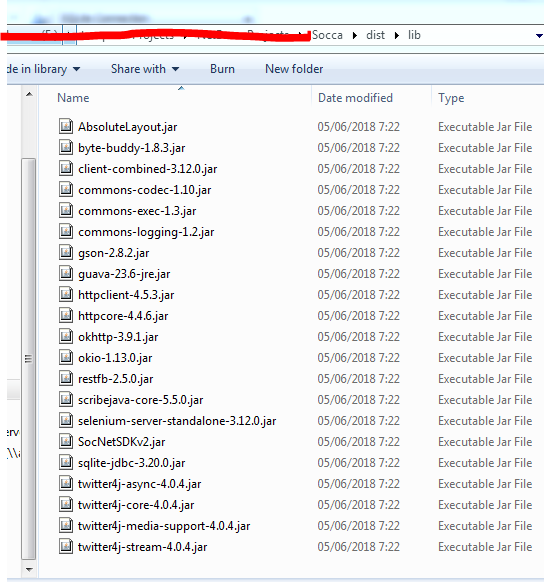 Socca dist lib
de in library Share with Burn New folder
Name Date modified Type
AbsoluteLayout.jar 05/06/2018 7:22 Executable Jar File
byte-buddy-1.8.3.jar 05/06/2018 7:22 Executable Jar File
client-combined-3.12.0.jar 05/06/2018 7:22 Executable Jar File
commons-codec-1.10.jar 05/06/2018 7:22 Executable Jar File
commons-exec-1.3.jar 05/06/2018 7:22 Executable Jar File
commons-logging-1.2.jar 05/06/2018 7:22 Executable Jar File
gson-2.8.2.jar 05/06/2018 7:22 Executable Jar File
guava-23.6-jre.jar 05/06/2018 7:22 Executable Jar File
httpclient-4.5.3.jar 05/06/2018 7:22 Executable Jar File
httpcore-4.4.6.jar 05/06/2018 7:22 Executable Jar File
okhttp-3.9.1.jar 05/06/2018 7:22 Executable Jar File
okio-1.13.0.jar 05/06/2018 7:22 Executable Jar File
restfb-2.5.0.jar 05/06/2018 7:22 Executable Jar File
scribejava-core-5.5.0.jar 05/06/2018 7:22 Executable Jar File
selenium-server-standalone-3.12.0.jar 05/06/2018 7:22 Executable Jar File
SocNetSDKv2.jar 05/06/2018 7:22 Executable Jar File
sqlite-jdbc-3.20.0.jar 05/06/2018 7:22 Executable Jar File
twitter4j-async-4.0.4.jar 05/06/2018 7:22 Executable Jar File
twitter4j-core-4.0.4.jar 05/06/2018 7:22 Executable Jar File
twitter4j-media-support-4.0.4.jar 05/06/2018 7:22 Executable Jar File
twitter4j-stream-4.0.4.jar 05/06/2018 7:22 Executable Jar File